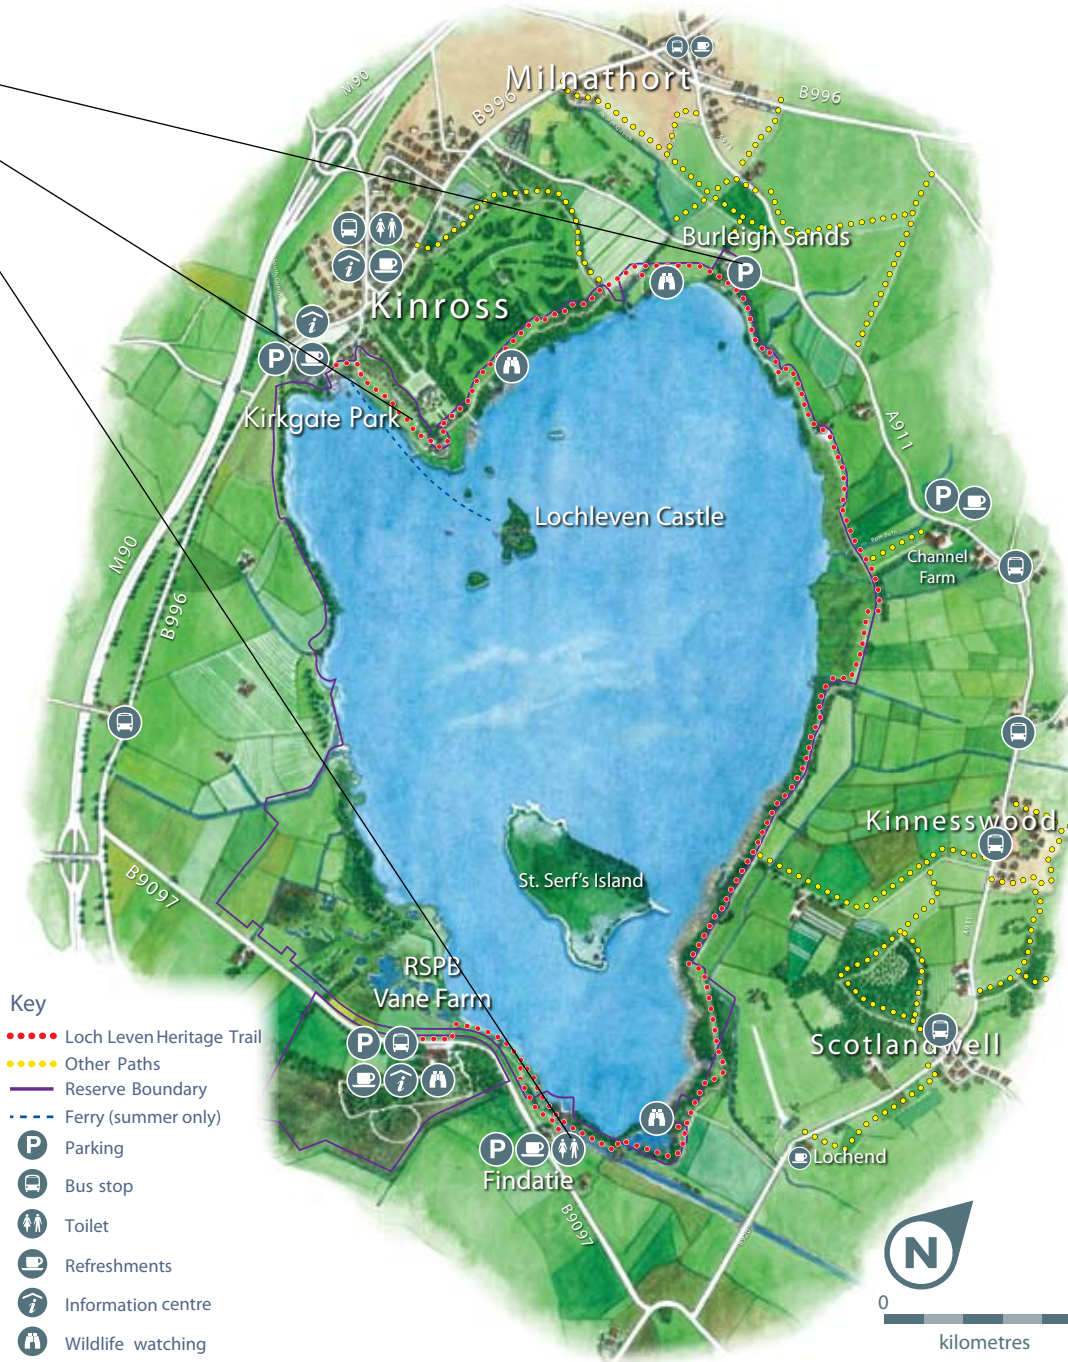 M90
Milnathort
B996
B996
A911
Burleigh Sands
P
Kinross
P
Kirkgate Park
A911
Lochleven Castle
P
Channel
Farm
M90
B996
Kinnesswood
St. Serf's Island
B9097
A911
RSPB
Vane Farm
Scotlandwell
P
P
Findatie
Lochend
B9097
N
0
kilometres
Key
Loch Leven Heritage Trail
Other Paths
Reserve Boundary
Ferry (summer only)
P Parking
Bus stop
Toilet
Refreshments
i Information centre
Wildlife watching